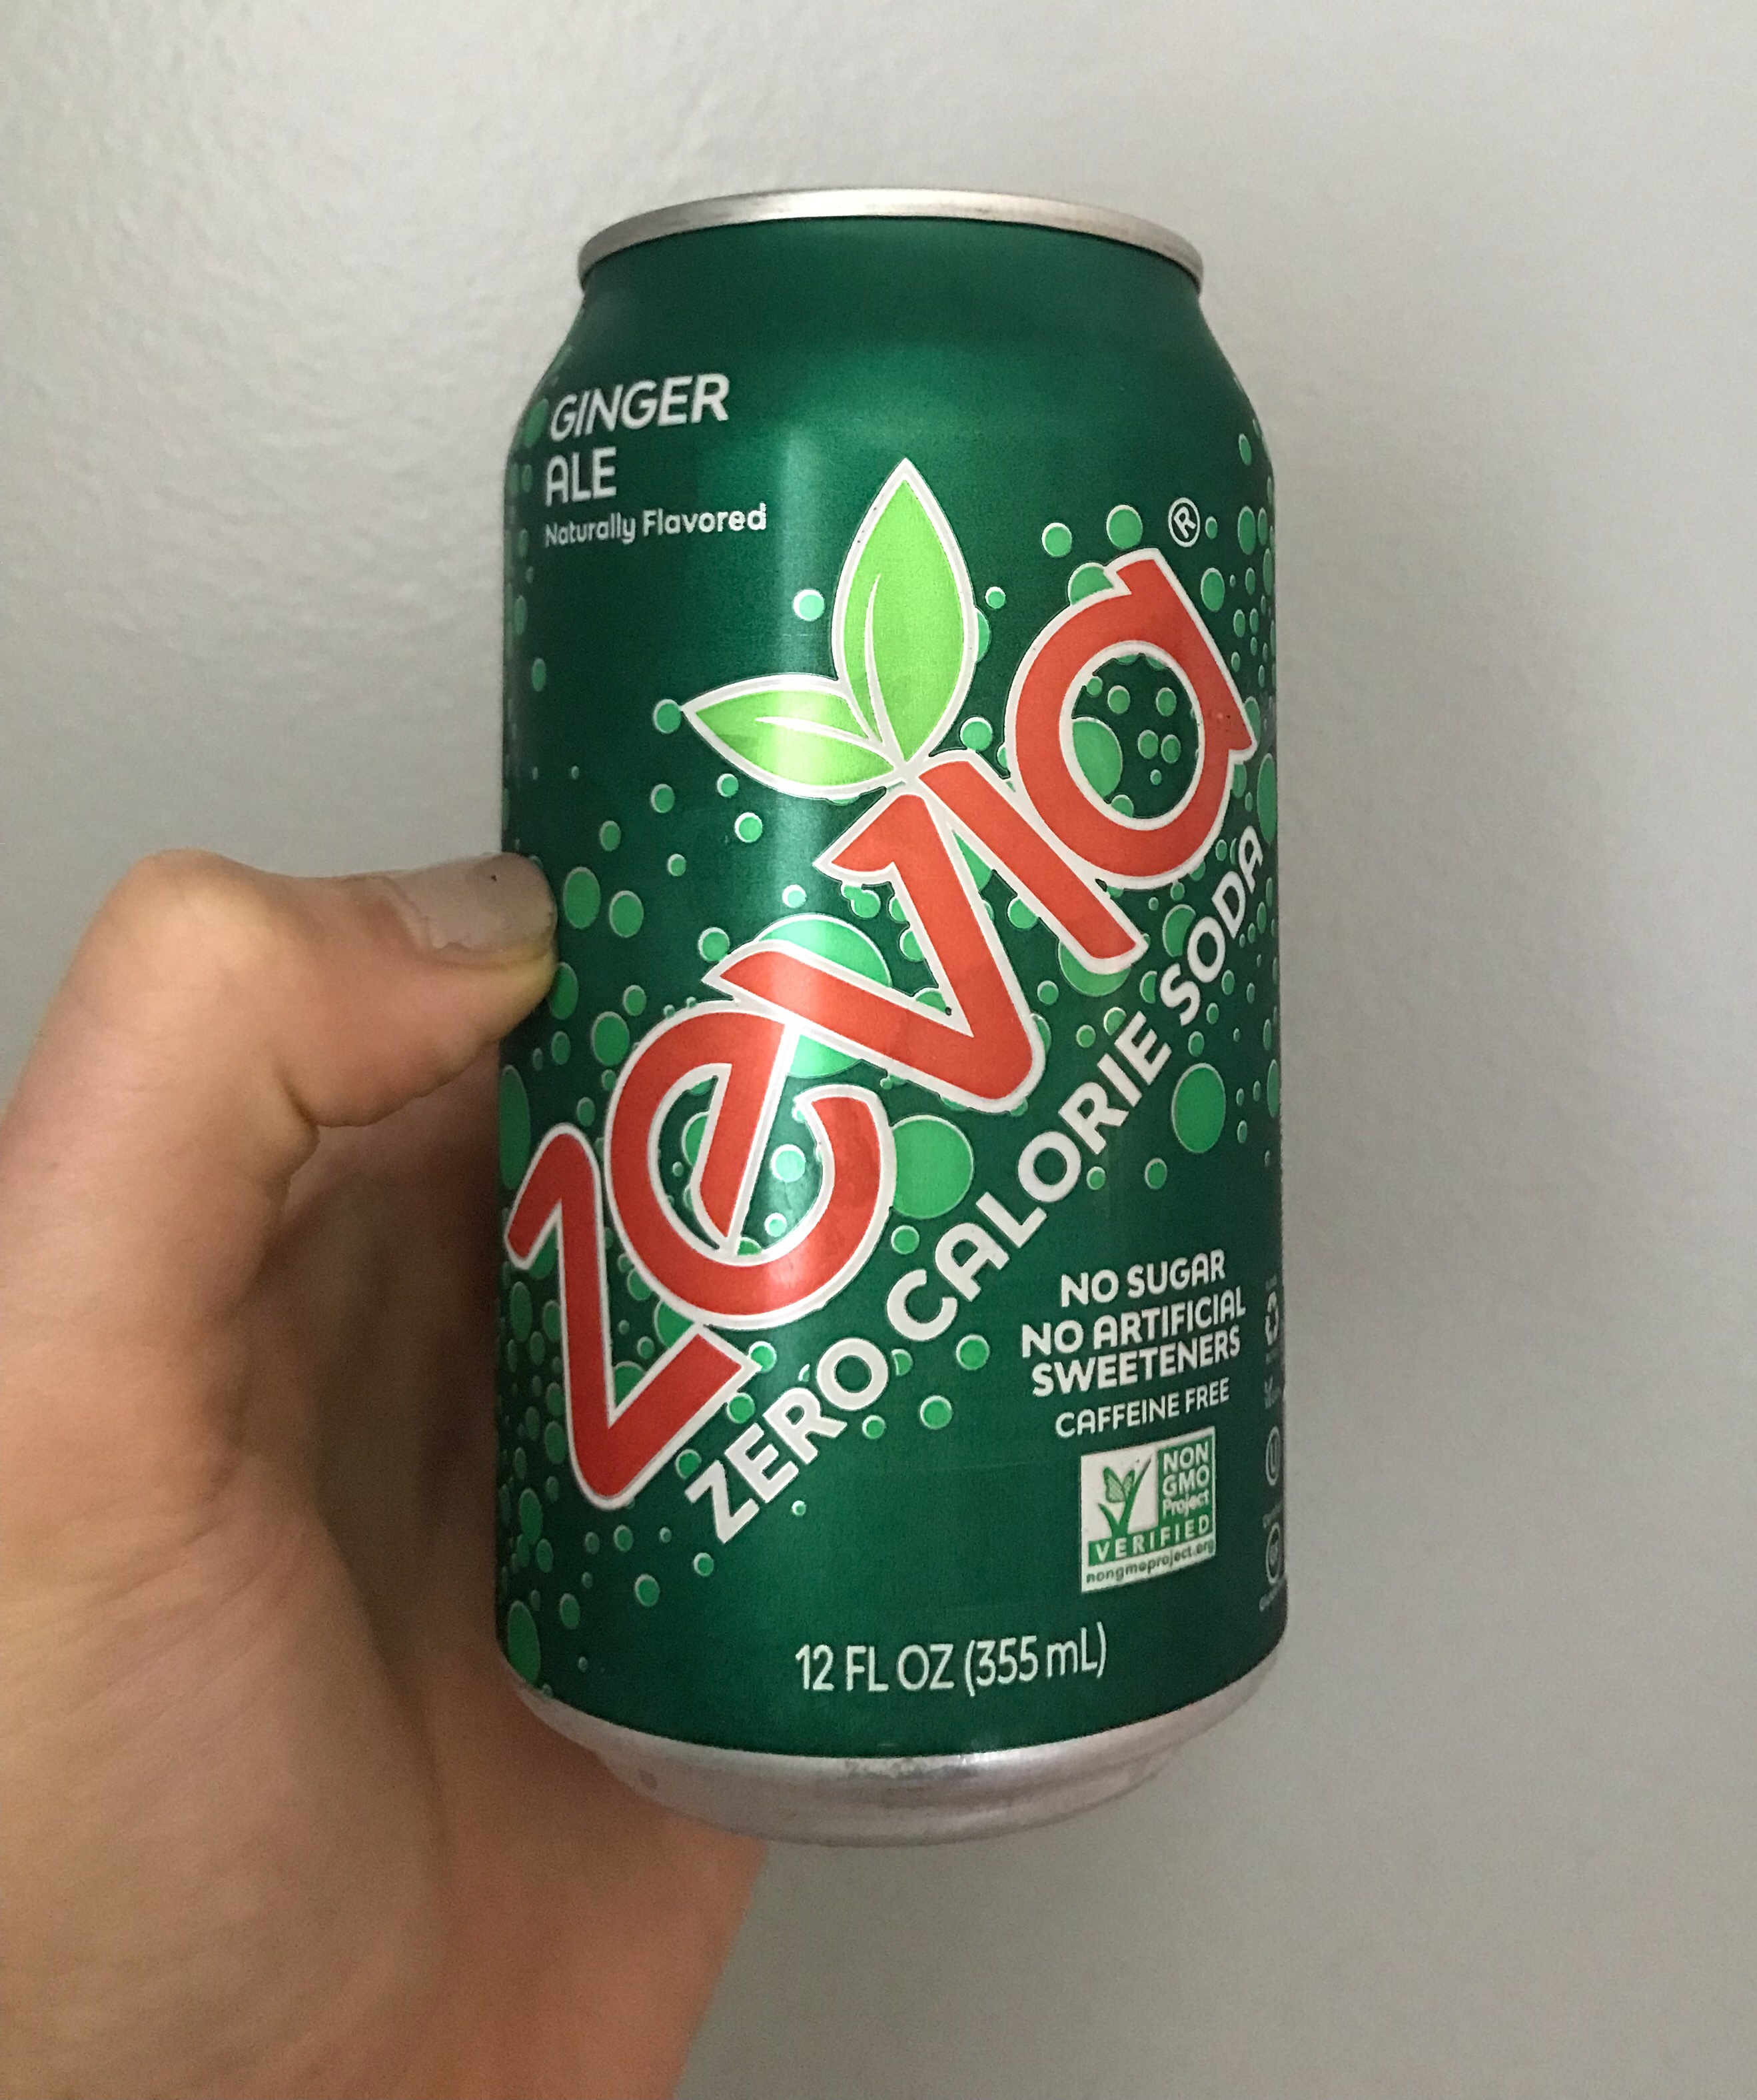 GINGER
ALE
Naturally Flavored
zevia®
ZERO CALORIE SODA
NO SUGAR
NO ARTIFICIAL
SWEETENERS
CAFFEINE FREE
NON
GMO
Project
VERIFIED
nongmoproject.org
12 FL OZ (355 mL)